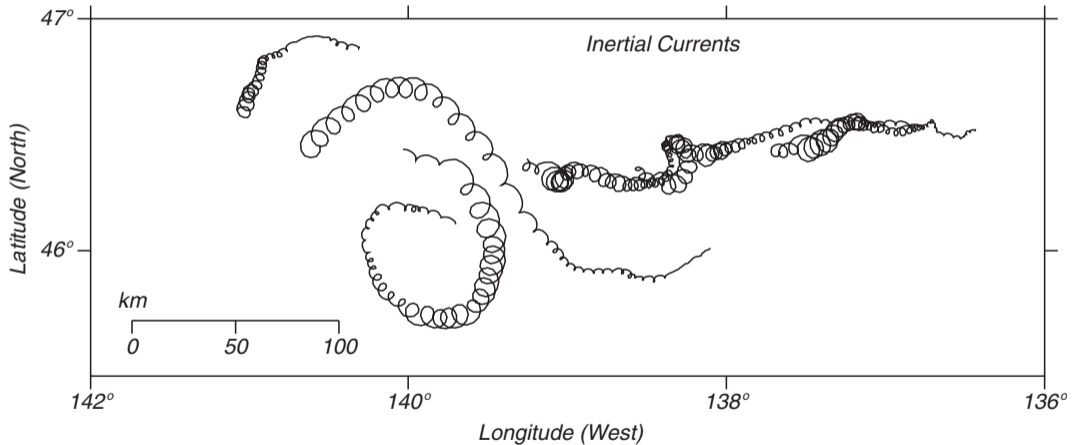 47°
Inertial Currents
Latitude (North)
46°
km
0 50 100
142° 140° 138° 136°
Longitude (West)